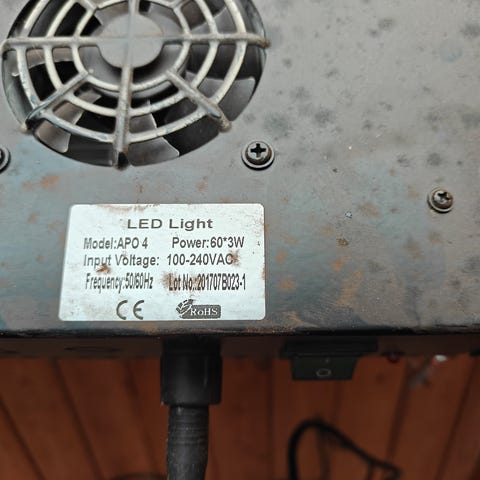 LED Light
Model:APO 4 Power:60*3W
Input Voltage: 100-240VAC
Frequency:50/60Hz Lot No.:201707B023-1
CE RoHS